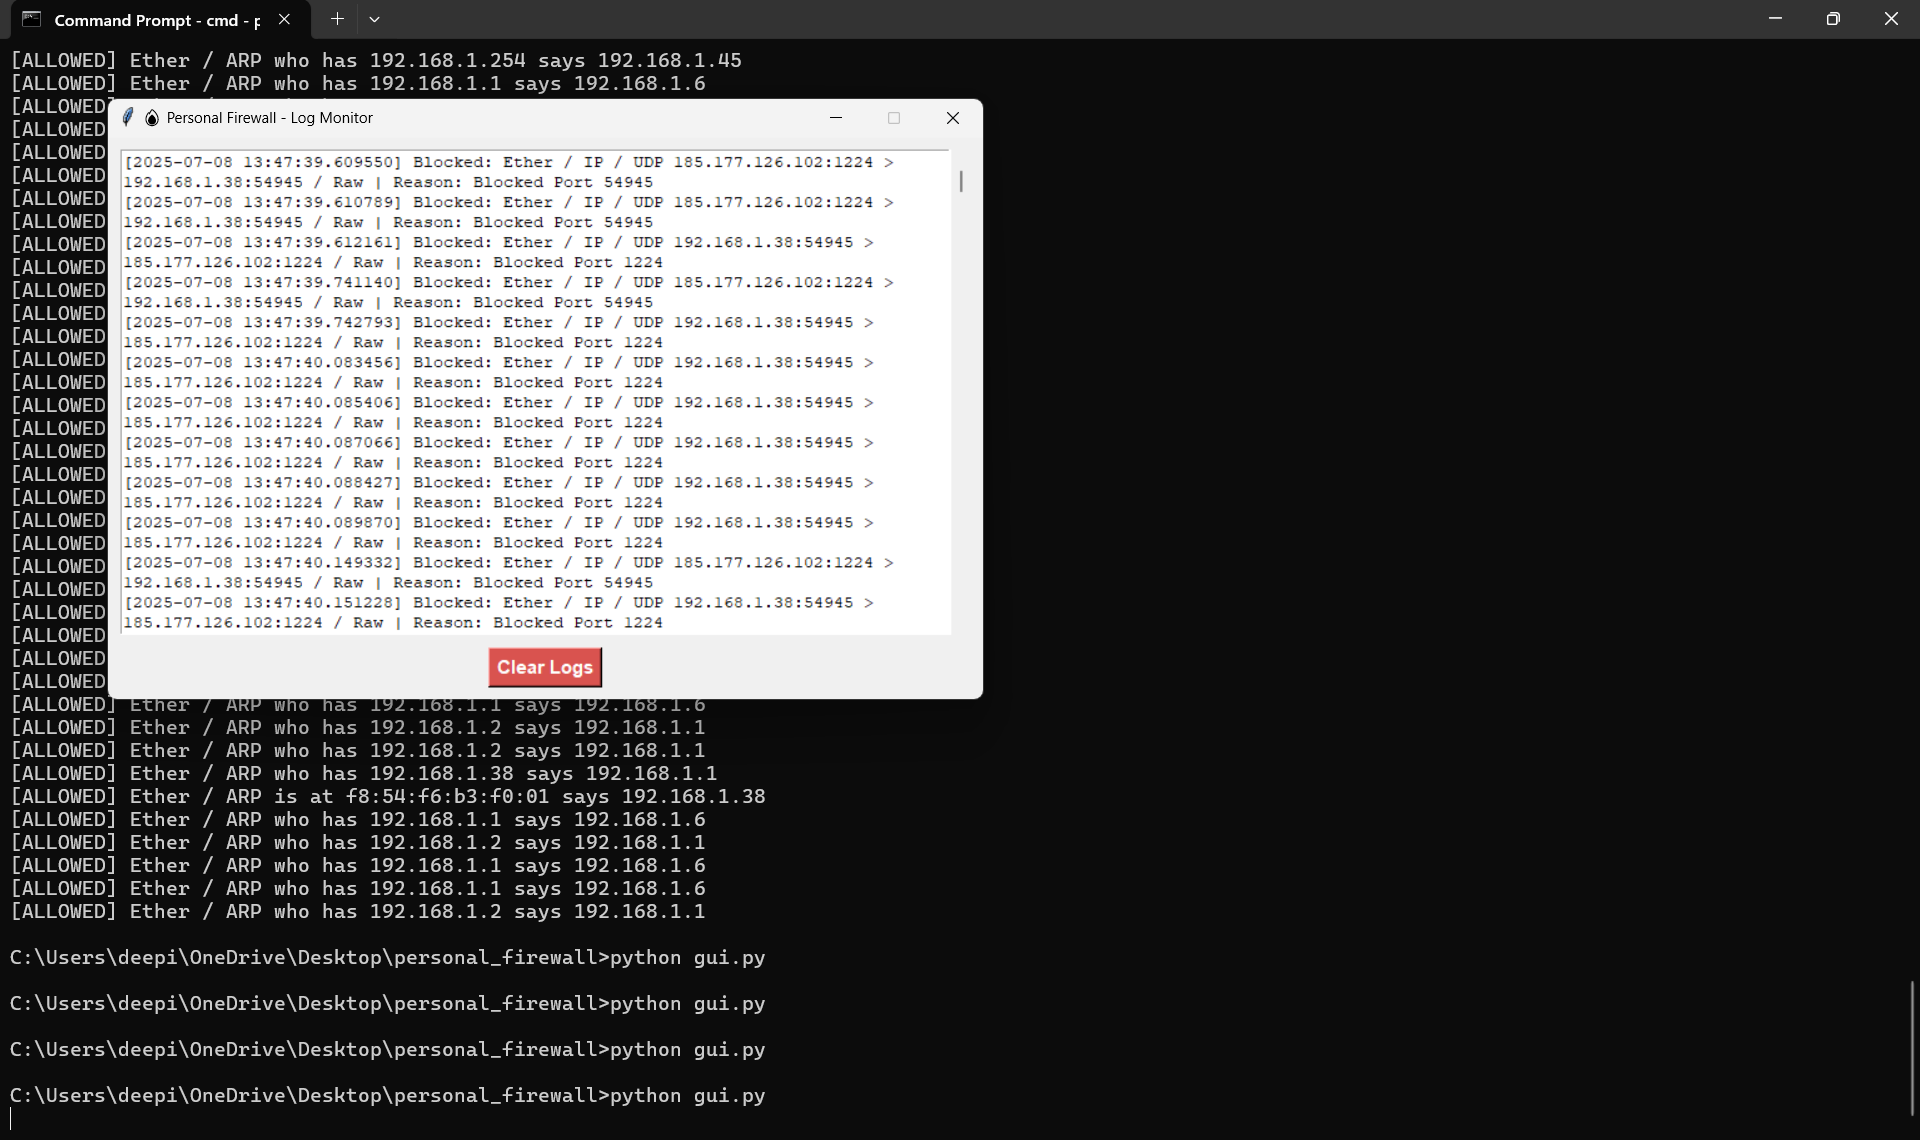 Command Prompt - cmd - p
[ALLOWED] Ether / ARP who has 192.168.1.254 says 192.168.1.45
[ALLOWED] Ether / ARP who has 192.168.1.1 says 192.168.1.6
[ALLOWED
Personal Firewall - Log Monitor
[ALLOWED
[ALLOWED
[2025-07-08 13:47:39.609550] Blocked: Ether / IP / UDP 185.177.126.102:1224 >
[ALLOWED
192.168.1.38:54945 / Raw | Reason: Blocked Port 54945
[ALLOWED
[2025-07-08 13:47:39.610789] Blocked: Ether / IP / UDP 185.177.126.102:1224 >
[ALLOWED
192.168.1.38:54945 / Raw | Reason: Blocked Port 54945
[ALLOWED
[2025-07-08 13:47:39.612161] Blocked: Ether / IP / UDP 192.168.1.38:54945 >
[ALLOWED
185.177.126.102:1224 / Raw | Reason: Blocked Port 1224
[ALLOWED
[2025-07-08 13:47:39.741140] Blocked: Ether / IP / UDP 185.177.126.102:1224 >
[ALLOWED
192.168.1.38:54945 / Raw | Reason: Blocked Port 54945
[ALLOWED
[2025-07-08 13:47:39.742793] Blocked: Ether / IP / UDP 192.168.1.38:54945 >
[ALLOWED
185.177.126.102:1224 / Raw | Reason: Blocked Port 1224
[ALLOWED
[2025-07-08 13:47:40.083456] Blocked: Ether / IP / UDP 192.168.1.38:54945 >
[ALLOWED
185.177.126.102:1224 / Raw | Reason: Blocked Port 1224
[ALLOWED
[2025-07-08 13:47:40.085406] Blocked: Ether / IP / UDP 192.168.1.38:54945 >
185.177.126.102:1224 / Raw | Reason: Blocked Port 1224
[ALLOWED
[2025-07-08 13:47:40.087066] Blocked: Ether / IP / UDP 192.168.1.38:54945 >
[ALLOWED
185.177.126.102:1224 / Raw | Reason: Blocked Port 1224
[ALLOWED
[2025-07-08 13:47:40.088427] Blocked: Ether / IP / UDP 192.168.1.38:54945 >
[ALLOWED
185.177.126.102:1224 / Raw | Reason: Blocked Port 1224
[ALLOWED
[2025-07-08 13:47:40.089870] Blocked: Ether / IP / UDP 192.168.1.38:54945 >
[ALLOWED
185.177.126.102:1224 / Raw | Reason: Blocked Port 1224
[ALLOWED
[2025-07-08 13:47:40.149332] Blocked: Ether / IP / UDP 185.177.126.102:1224 >
[ALLOWED
192.168.1.38:54945 / Raw | Reason: Blocked Port 54945
[ALLOWED
[2025-07-08 13:47:40.151228] Blocked: Ether / IP / UDP 192.168.1.38:54945 >
[ALLOWED
185.177.126.102:1224 / Raw | Reason: Blocked Port 1224
[ALLOWED
[ALLOWED
Clear Logs
[ALLOWED
[ALLOWED] Ether / ARP who has 192.168.1.1 says 192.168.1.6
[ALLOWED] Ether / ARP who has 192.168.1.2 says 192.168.1.1
[ALLOWED] Ether / ARP who has 192.168.1.2 says 192.168.1.1
[ALLOWED] Ether / ARP who has 192.168.1.38 says 192.168.1.1
[ALLOWED] Ether / ARP is at f8:54:f6:b3:f0:01 says 192.168.1.38
[ALLOWED] Ether / ARP who has 192.168.1.1 says 192.168.1.6
[ALLOWED] Ether / ARP who has 192.168.1.2 says 192.168.1.1
[ALLOWED] Ether / ARP who has 192.168.1.1 says 192.168.1.6
[ALLOWED] Ether / ARP who has 192.168.1.1 says 192.168.1.6
[ALLOWED] Ether / ARP who has 192.168.1.2 says 192.168.1.1
C:\Users\deepi\OneDrive\Desktop\personal_firewall>python gui.py
C:\Users\deepi\OneDrive\Desktop\personal_firewall>python gui.py
C:\Users\deepi\OneDrive\Desktop\personal_firewall>python gui.py
C:\Users\deepi\OneDrive\Desktop\personal_firewall>python gui.py